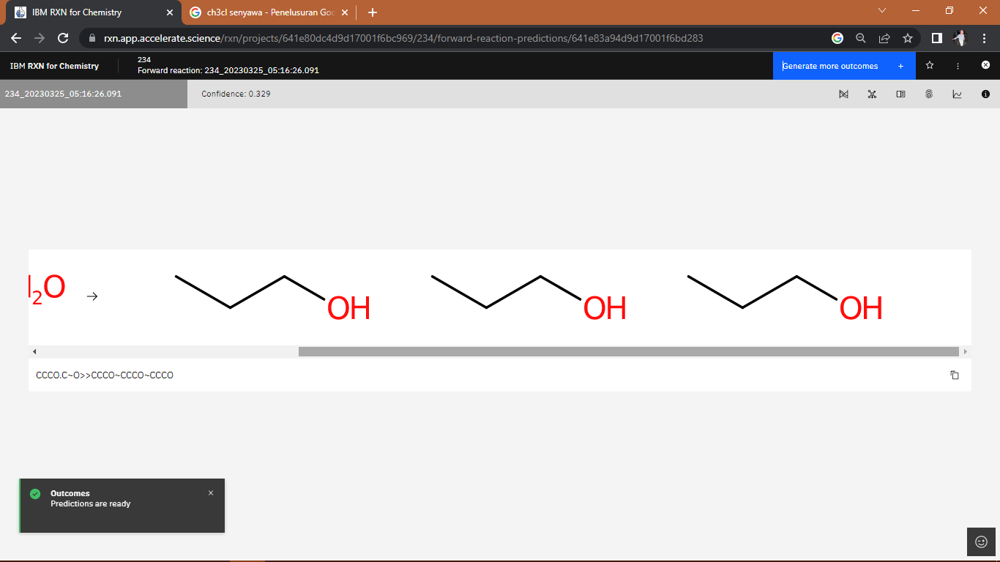 IBM RXN for Chemistry
ch3cl senyawa - Penelusuran Goo
rxn.app.accelerate.science/rxn/projects/641e80dc4d9d17001f6bc969/234/forward-reaction-predictions/641e83a94d9d17001f6bd283
IBM RXN for Chemistry
234
Forward reaction: 234_20230325_05:16:26.091
Generate more outcomes +
234_20230325_05:16:26.091
Confidence: 0.329
2O → OH OH OH
CCCO.C~O>>CCCO~CCCO~CCCO
Outcomes
Predictions are ready